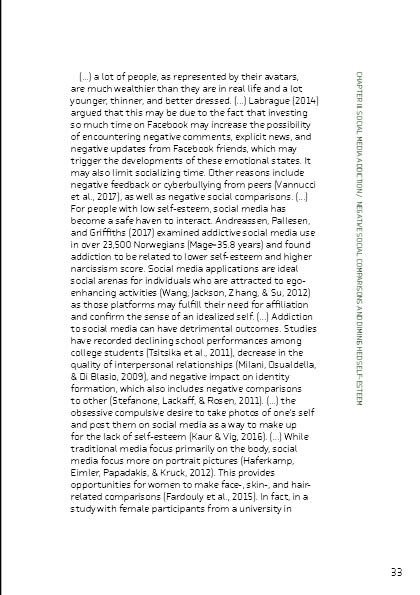 (...) a lot of people, as represented by their avatars,
are much wealthier than they are in real life and a lot
younger, thinner, and better dressed. (...) Labrague (2014)
argued that this may be due to the fact that investing
so much time on Facebook may increase the possibility
of encountering negative comments, explicit news, and
negative updates from Facebook friends, which may
trigger the developments of these emotional states. It
may also limit socializing time. Other reasons include
negative feedback or cyberbullying from peers (Vannucci
et al., 2017), as well as negative social comparisons. (...)
For people with low self-esteem, social media has
become a safe haven to interact. Andreassen, Pallesen,
and Griffiths (2017) examined addictive social media use
in over 23,500 Norwegians (Mage=35.8 years) and found
addiction to be related to lower self-esteem and higher
narcissism score. Social media applications are ideal
social arenas for individuals who are attracted to ego-
enhancing activities (Wang, Jackson, Zhang, & Su, 2012)
as those platforms may fulfill their need for affiliation
and confirm the sense of an idealized self. (...) Addiction
to social media can have detrimental outcomes. Studies
have recorded declining school performances among
college students (Tsitsika et al., 2011), decrease in the
quality of interpersonal relationships (Milani, Osualdella,
& Di Blasio, 2009), and negative impact on identity
formation, which also includes negative comparisons
to other (Stefanone, Lackaff, & Rosen, 2011). (...) the
obsessive compulsive desire to take photos of one's self
and post them on social media as a way to make up
for the lack of self-esteem (Kaur & Vig, 2016). (...) While
traditional media focus primarily on the body, social
media focus more on portrait pictures (Haferkamp,
Eimler, Papadakis, & Kruck, 2012). This provides
opportunities for women to make face-, skin-, and hair-
related comparisons (Fardouly et al., 2015). In fact, in a
study with female participants from a university in
CHAPTER III. SOCIAL MEDIA ADDICTION / NEGATIVE SOCIAL COMPARISONS AND DIMINISHED SELF-ESTEEM
33